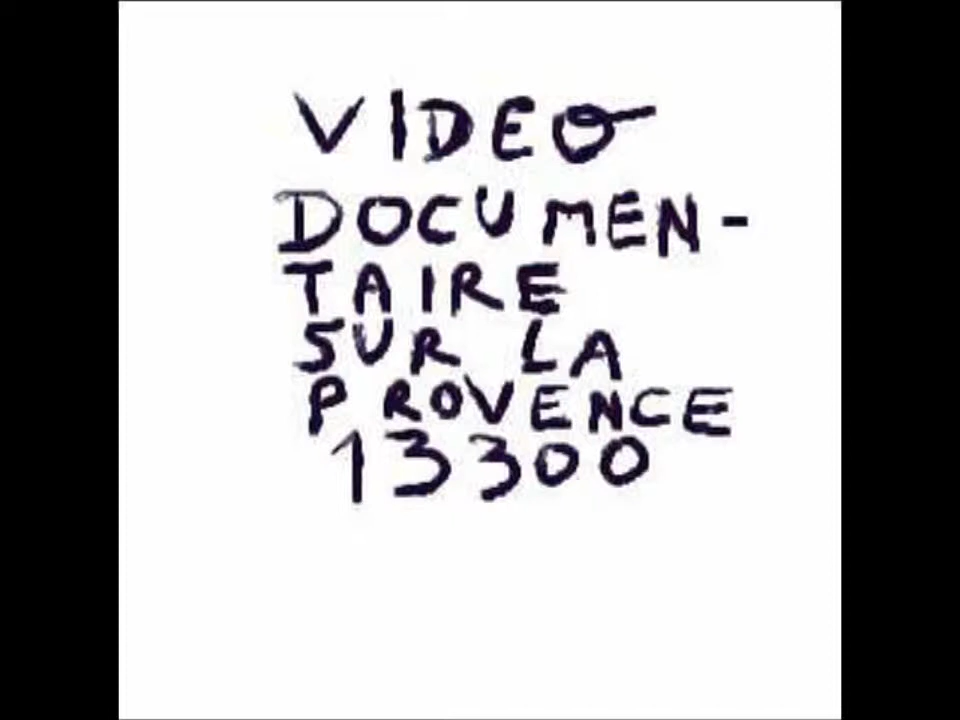 VIDEO
DOCUMEN-
TAIRE
SUR LA
PROVENCE
13300